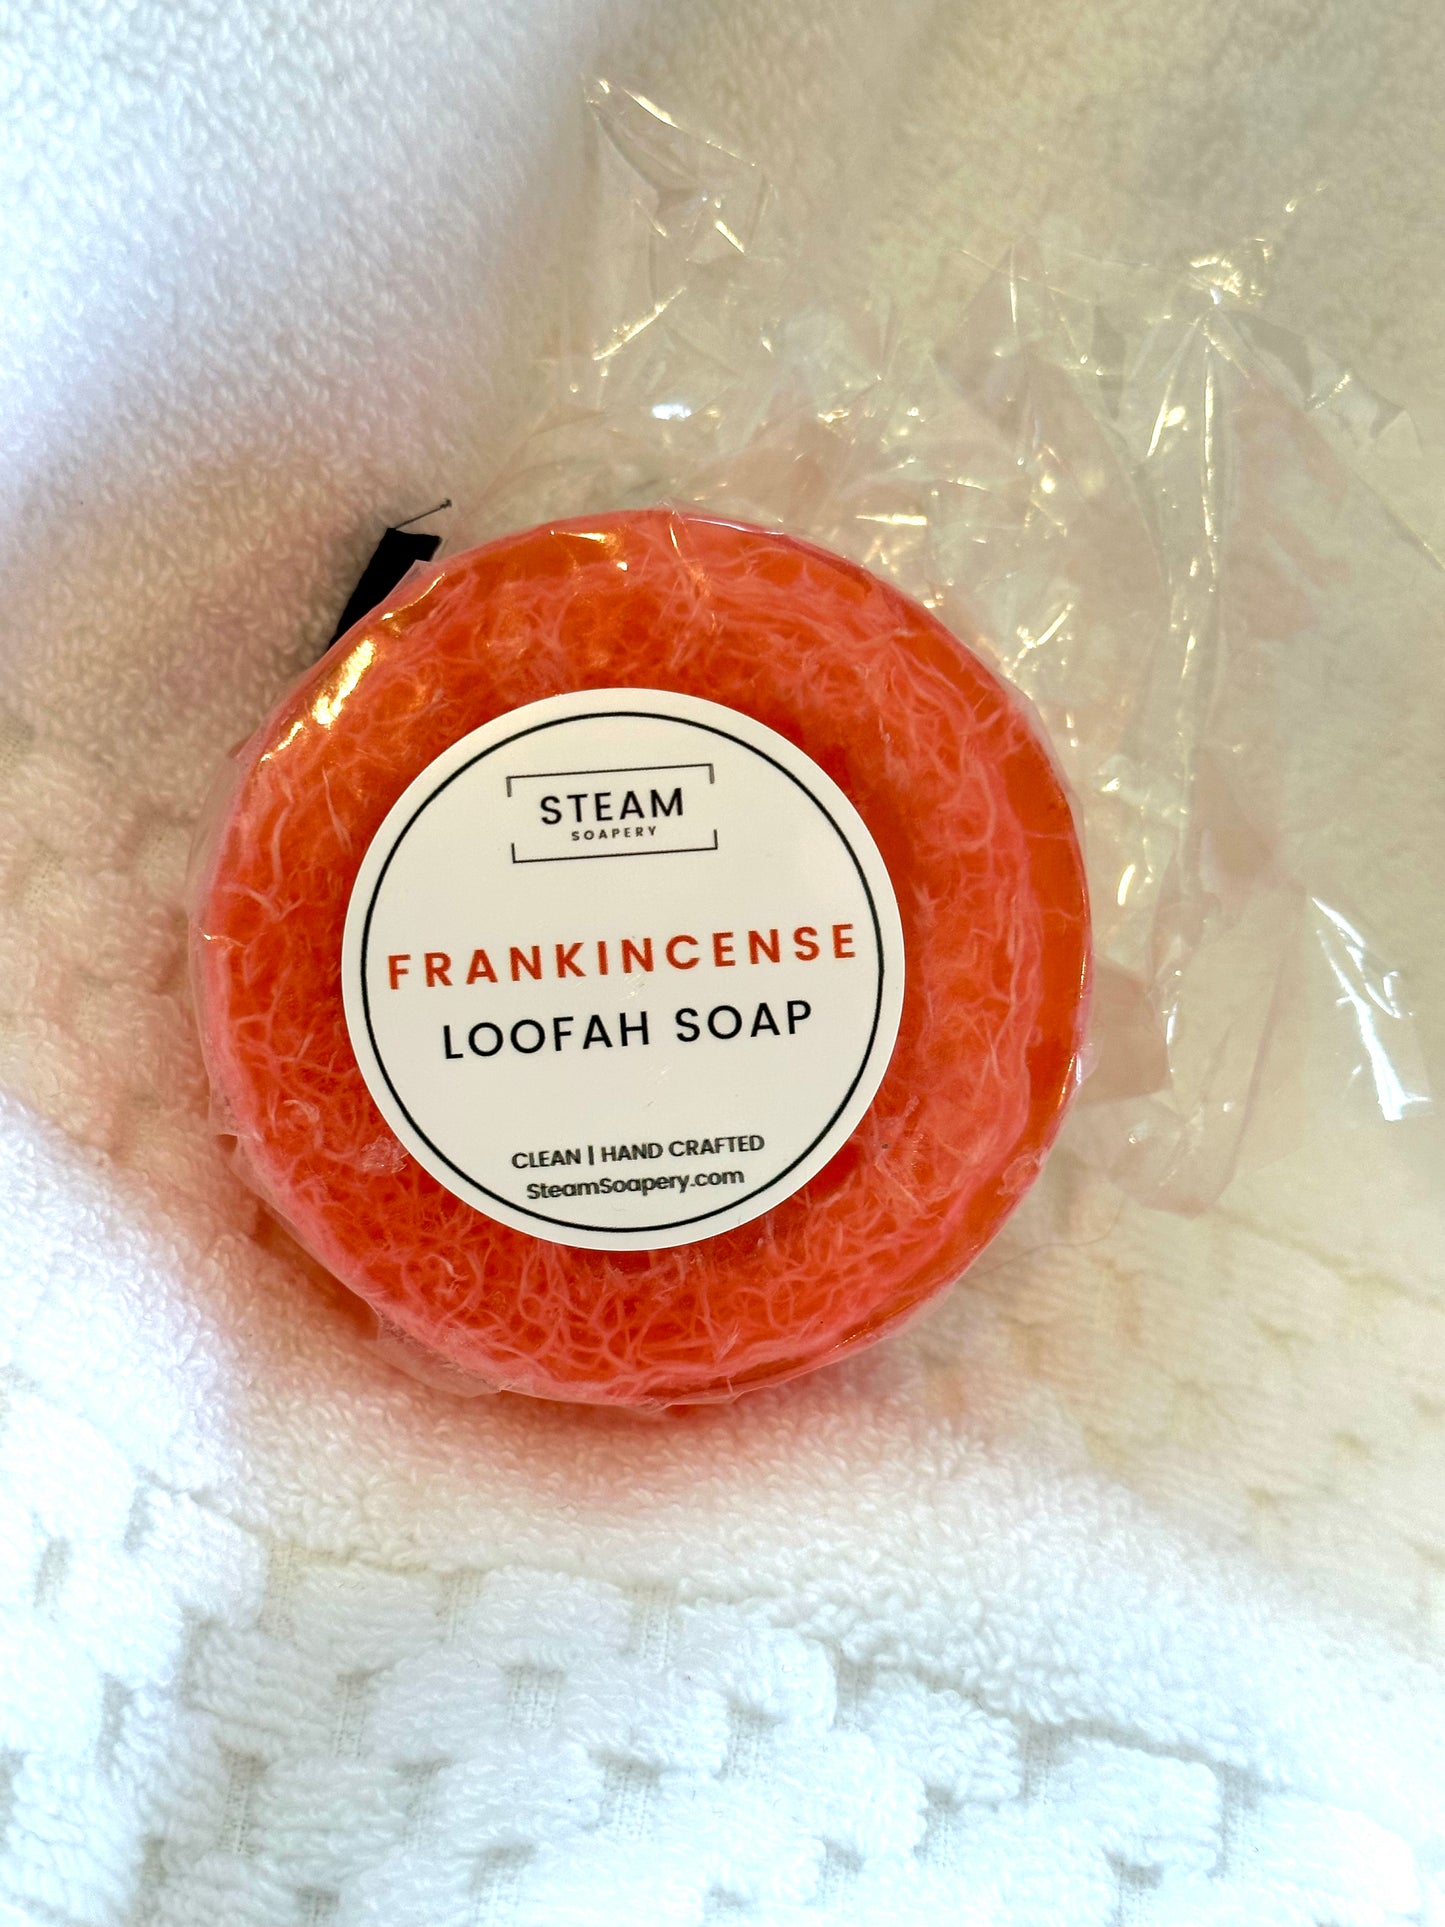 STEAM
SOAPERY
FRANKINCENSE
LOOFAH SOAP
CLEAN | HAND CRAFTED
SteamSoapery.com